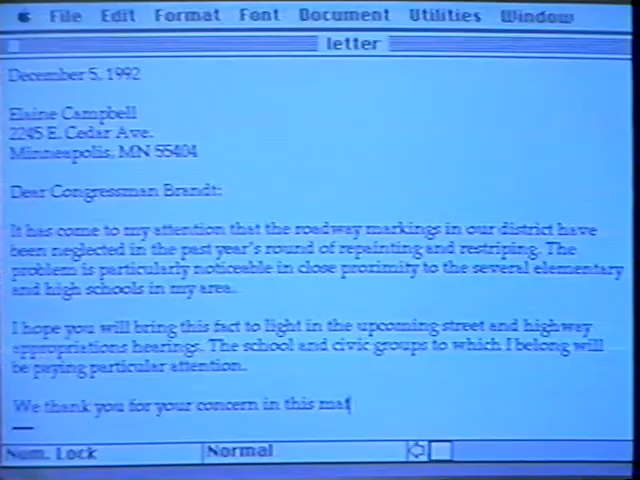 File Edit Format Font Document Utilities Window
letter
December 5, 1992
Elaine Campbell
2245 E. Cedar Ave.
Minneapolis, MN 55404
Dear Congressman Brandt:
It has come to my attention that the roadway markings in our district have
been neglected in the past year's round of repainting and restriping. The
problem is particularly noticeable in close proximity to the several elementary
and high schools in my area.
I hope you will bring this fact to light in the upcoming street and highway
appropriations hearings. The school and civic groups to which I belong will
be paying particular attention.
We thank you for your concern in this mat
Num. Lock Normal